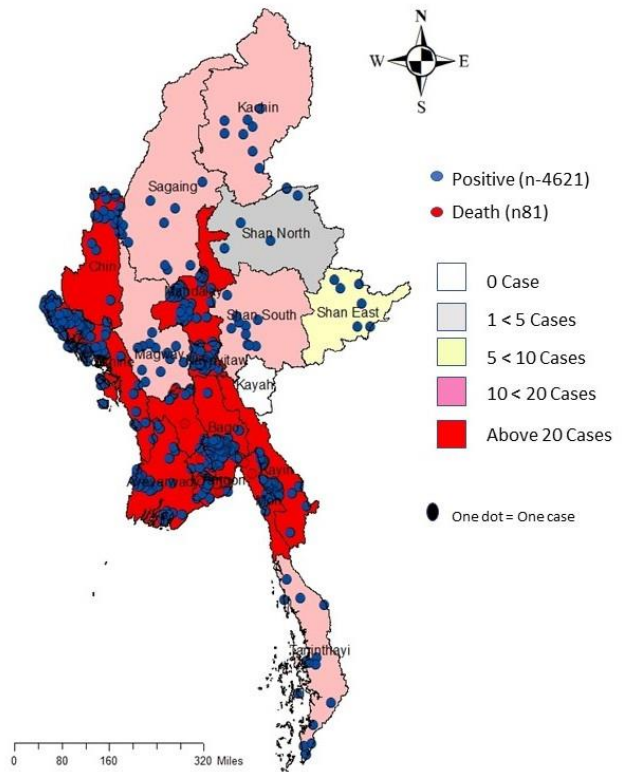 N
W E
S
Kachin
Sagaing
Positive (n-4621)
Death (n81)
Shan North
Chin
0 Case
Mandalay
Shan South
Shan East
1 < 5 Cases
5 < 10 Cases
Magway
Kayah
10 < 20 Cases
Bago
Above 20 Cases
Kayin
Ayeyarwady
Yangon
Mon
One dot = One case
Taninthayi
0 80 160 320 Miles